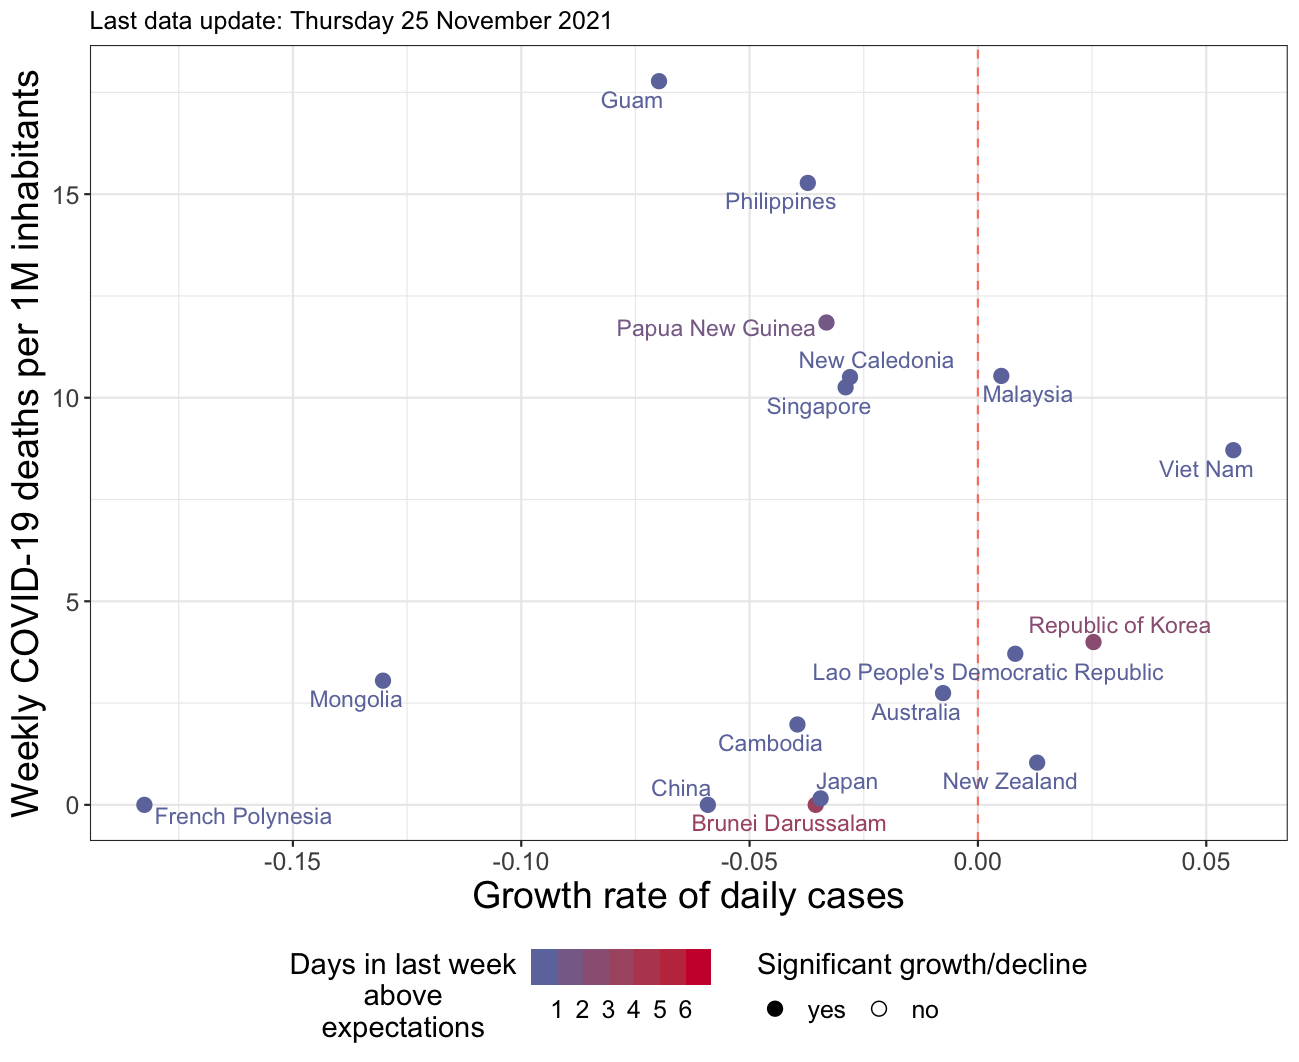 Last data update: Thursday 25 November 2021
Weekly COVID-19 deaths per 1M inhabitants
15
10
5
0
Guam
Philippines
Papua New Guinea
New Caledonia
Singapore
Malaysia
Viet Nam
Republic of Korea
Lao People's Democratic Republic
Mongolia
Australia
Cambodia
New Zealand
China
Japan
French Polynesia
Brunei Darussalam
-0.15 -0.10 -0.05 0.00 0.05
Growth rate of daily cases
Days in last week
above
expectations
1 2 3 4 5 6
Significant growth/decline
yes no